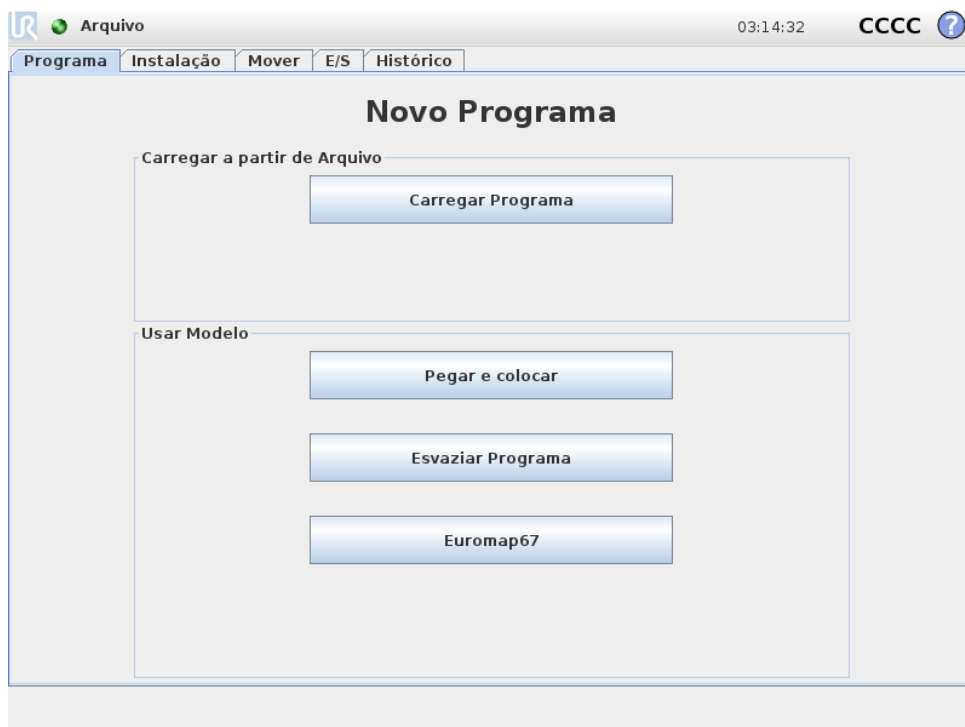 UR Arquivo 03:14:32 CCCC ?
Programa Instalação Mover E/S Histórico
Novo Programa
Carregar a partir de Arquivo
Carregar Programa
Usar Modelo
Pegar e colocar
Esvaziar Programa
Euromap67